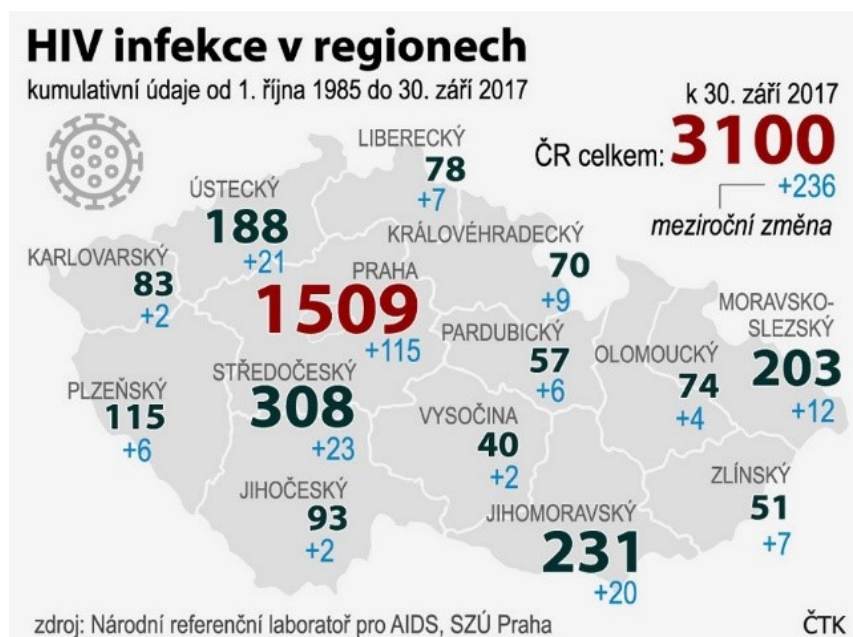 HIV infekce v regionech
kumulativní údaje od 1. října 1985 do 30. září 2017
k 30. září 2017
ČR celkem: 3100
+236
meziroční změna
LIBERECKÝ
78
+7
ÚSTECKÝ
188
+21
KARLOVARSKÝ
83
+2
KRÁLOVÉHRADECKÝ
70
+9
PRAHA
1509
+115
MORAVSKO-
SLEZSKÝ
203
+12
PARDUBICKÝ
57
+6
OLOMOUCKÝ
74
+4
PLZEŇSKÝ
115
+6
STŘEDOČESKÝ
308
+23
VYSOČINA
40
+2
JIHOČESKÝ
93
+2
JIHOMORAVSKÝ
231
+20
ZLÍNSKÝ
51
+7
zdroj: Národní referenční laboratoř pro AIDS, SZÚ Praha
ČTK